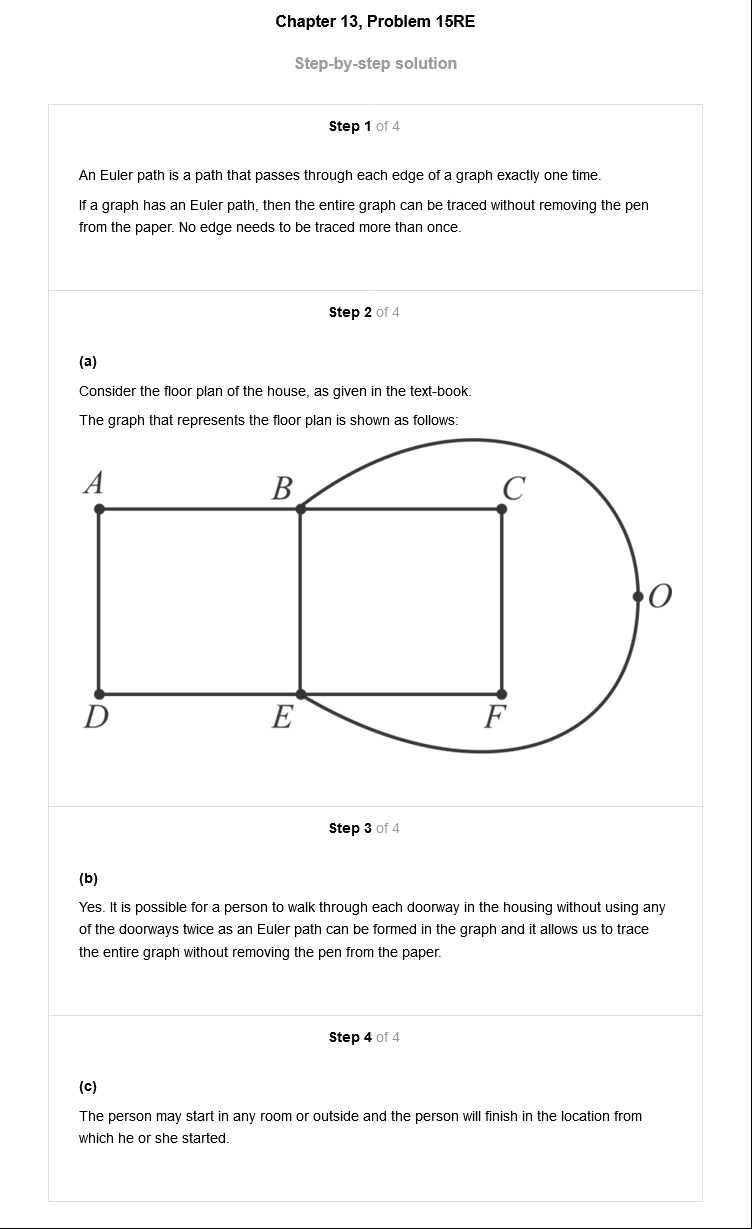 Chapter 13, Problem 15RE
Step-by-step solution
Step 1 of 4
An Euler path is a path that passes through each edge of a graph exactly one time.
If a graph has an Euler path, then the entire graph can be traced without removing the pen
from the paper. No edge needs to be traced more than once.
Step 2 of 4
(a)
Consider the floor plan of the house, as given in the text-book.
The graph that represents the floor plan is shown as follows:
A B C
O
D E F
Step 3 of 4
(b)
Yes. It is possible for a person to walk through each doorway in the housing without using any
of the doorways twice as an Euler path can be formed in the graph and it allows us to trace
the entire graph without removing the pen from the paper.
Step 4 of 4
(c)
The person may start in any room or outside and the person will finish in the location from
which he or she started.